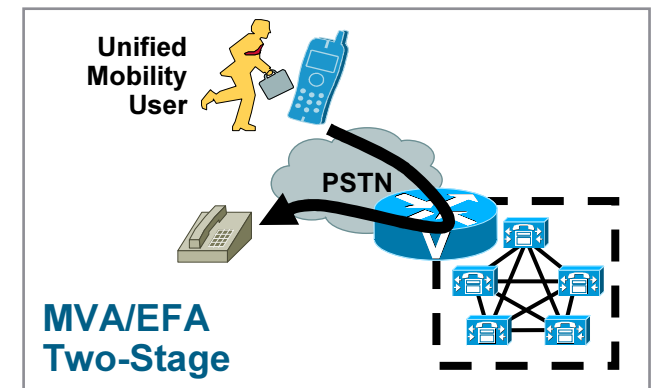 Unified
Mobility
User
PSTN
V
MVA/EFA
Two-Stage